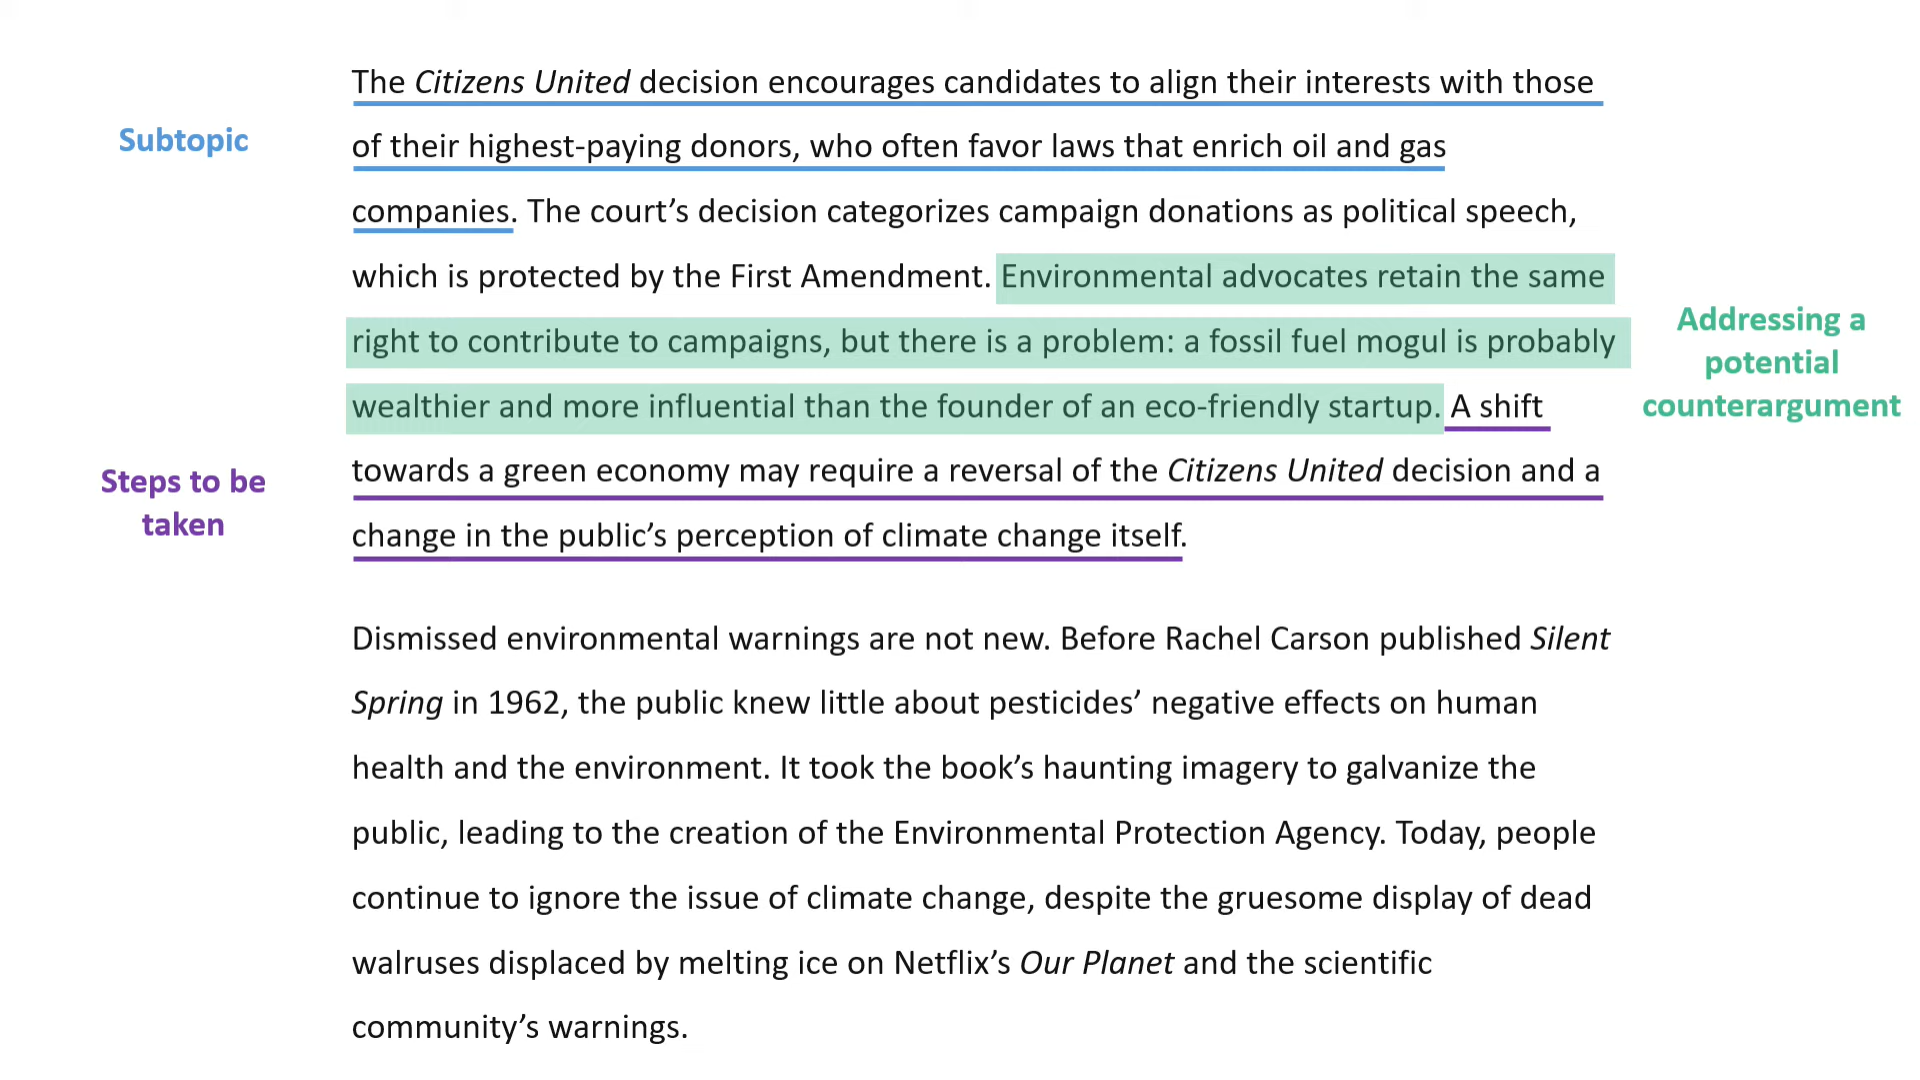 The Citizens United decision encourages candidates to align their interests with those
Subtopic
of their highest-paying donors, who often favor laws that enrich oil and gas
companies. The court’s decision categorizes campaign donations as political speech,
which is protected by the First Amendment. Environmental advocates retain the same
right to contribute to campaigns, but there is a problem: a fossil fuel mogul is probably
wealthier and more influential than the founder of an eco-friendly startup. A shift
Addressing a
potential
counterargument
towards a green economy may require a reversal of the Citizens United decision and a
change in the public’s perception of climate change itself.
Steps to be
taken
Dismissed environmental warnings are not new. Before Rachel Carson published Silent
Spring in 1962, the public knew little about pesticides’ negative effects on human
health and the environment. It took the book’s haunting imagery to galvanize the
public, leading to the creation of the Environmental Protection Agency. Today, people
continue to ignore the issue of climate change, despite the gruesome display of dead
walruses displaced by melting ice on Netflix’s Our Planet and the scientific
community’s warnings.